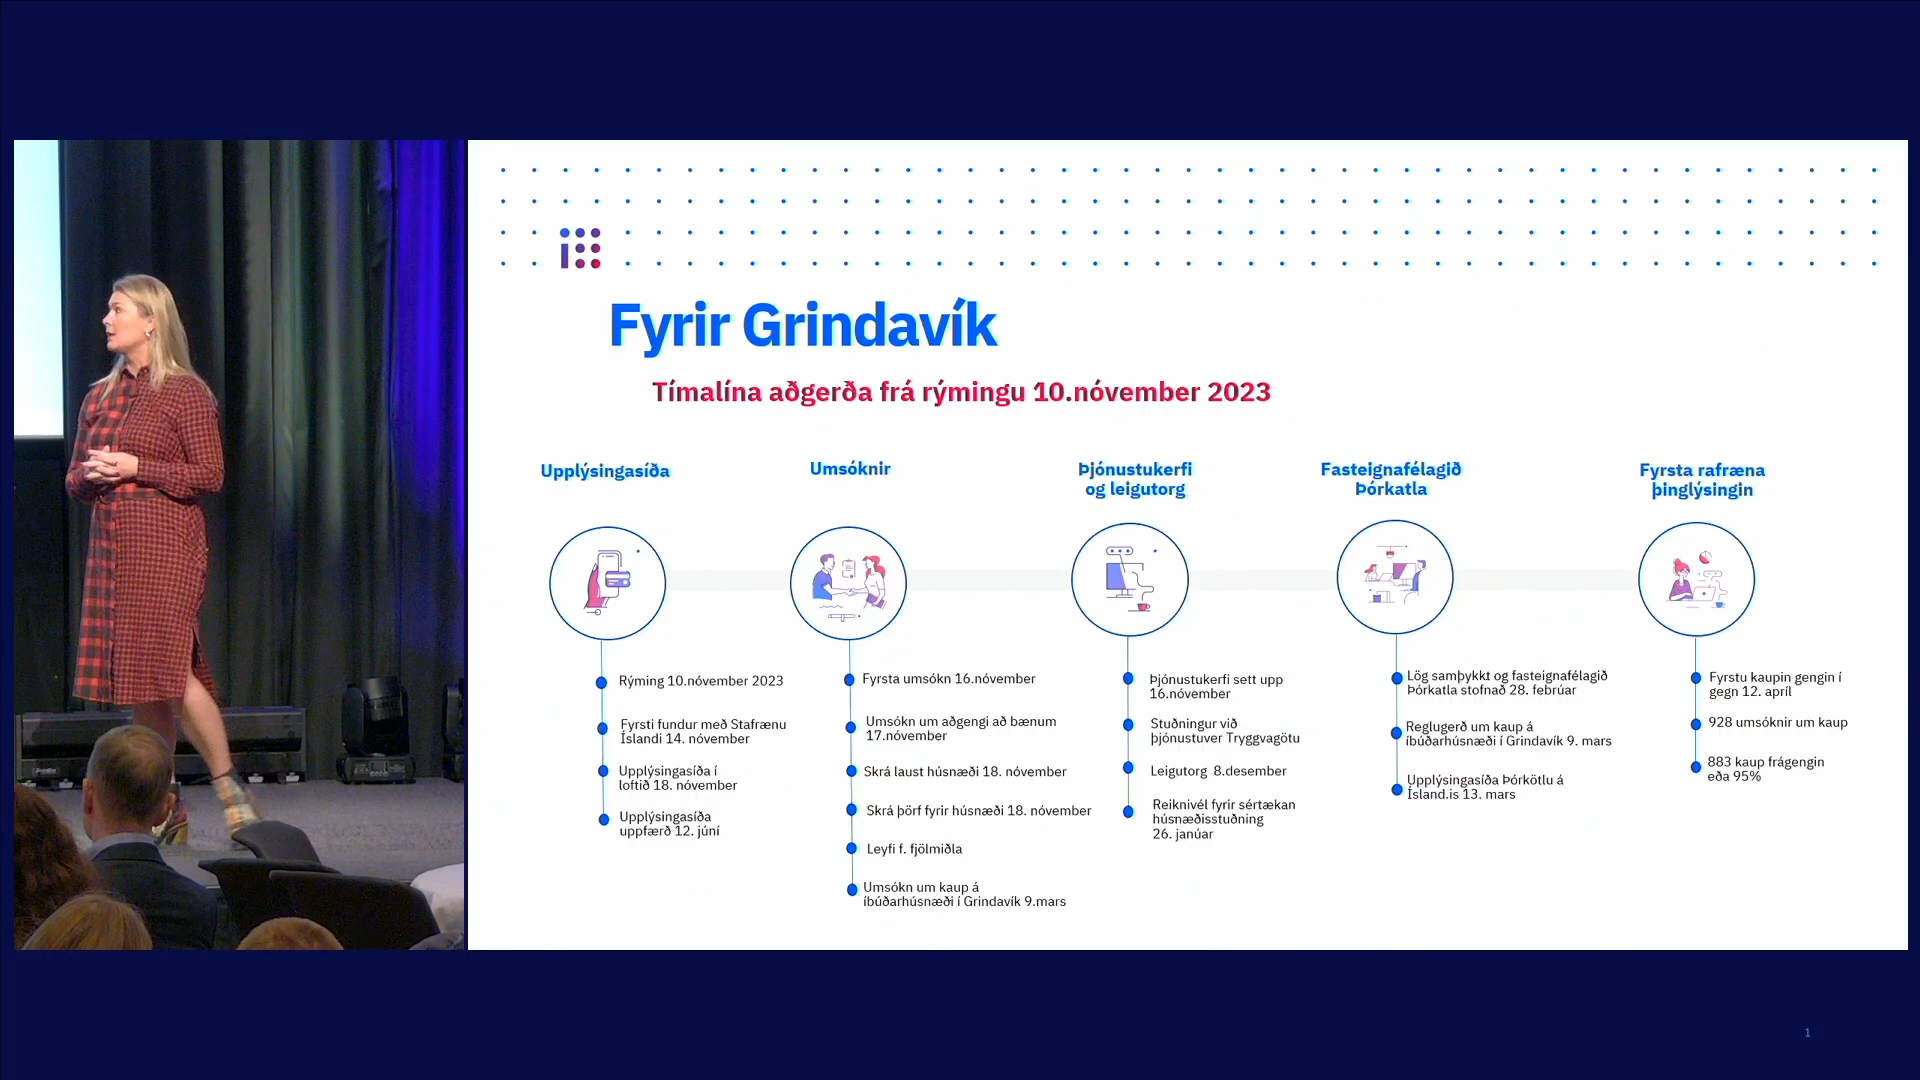 Fyrir Grindavík
Tímalína aðgerða frá rýmingu 10.nóvember 2023
Upplýsingasíða
Rýming 10.nóvember 2023
Fyrsti fundur með Stafrænu
Íslandi 14. nóvember
Upplýsingasíða í
loftið 18. nóvember
Upplýsingasíða
uppfærð 12. júní
Umsóknir
Fyrsta umsókn 16.nóvember
Umsókn um aðgengi að bænum
17.nóvember
Skrá laust húsnæði 18. nóvember
Skrá þörf fyrir húsnæði 18. nóvember
Leyfi f. fjölmiðla
Umsókn um kaup á
íbúðarhúsnæði í Grindavík 9.mars
Þjónustukerfi
og leigutorg
Þjónustukerfi sett upp
16.nóvember
Stuðningur við
þjónustuver Tryggvagötu
Leigutorg 8.desember
Reiknivél fyrir sértækan
húsnæðisstuðning
26. janúar
Fasteignafélagið
Þórkatla
Lög samþykkt og fasteignafélagið
Þórkatla stofnað 28. febrúar
Reglugerð um kaup á
íbúðarhúsnæði í Grindavík 9. mars
Upplýsingasíða Þórkötlu á
Ísland.is 13. mars
Fyrsta rafræna
þinglýsingin
Fyrstu kaupin gengin í
gegn 12. apríl
928 umsóknir um kaup
883 kaup frágengin
eða 95%
1